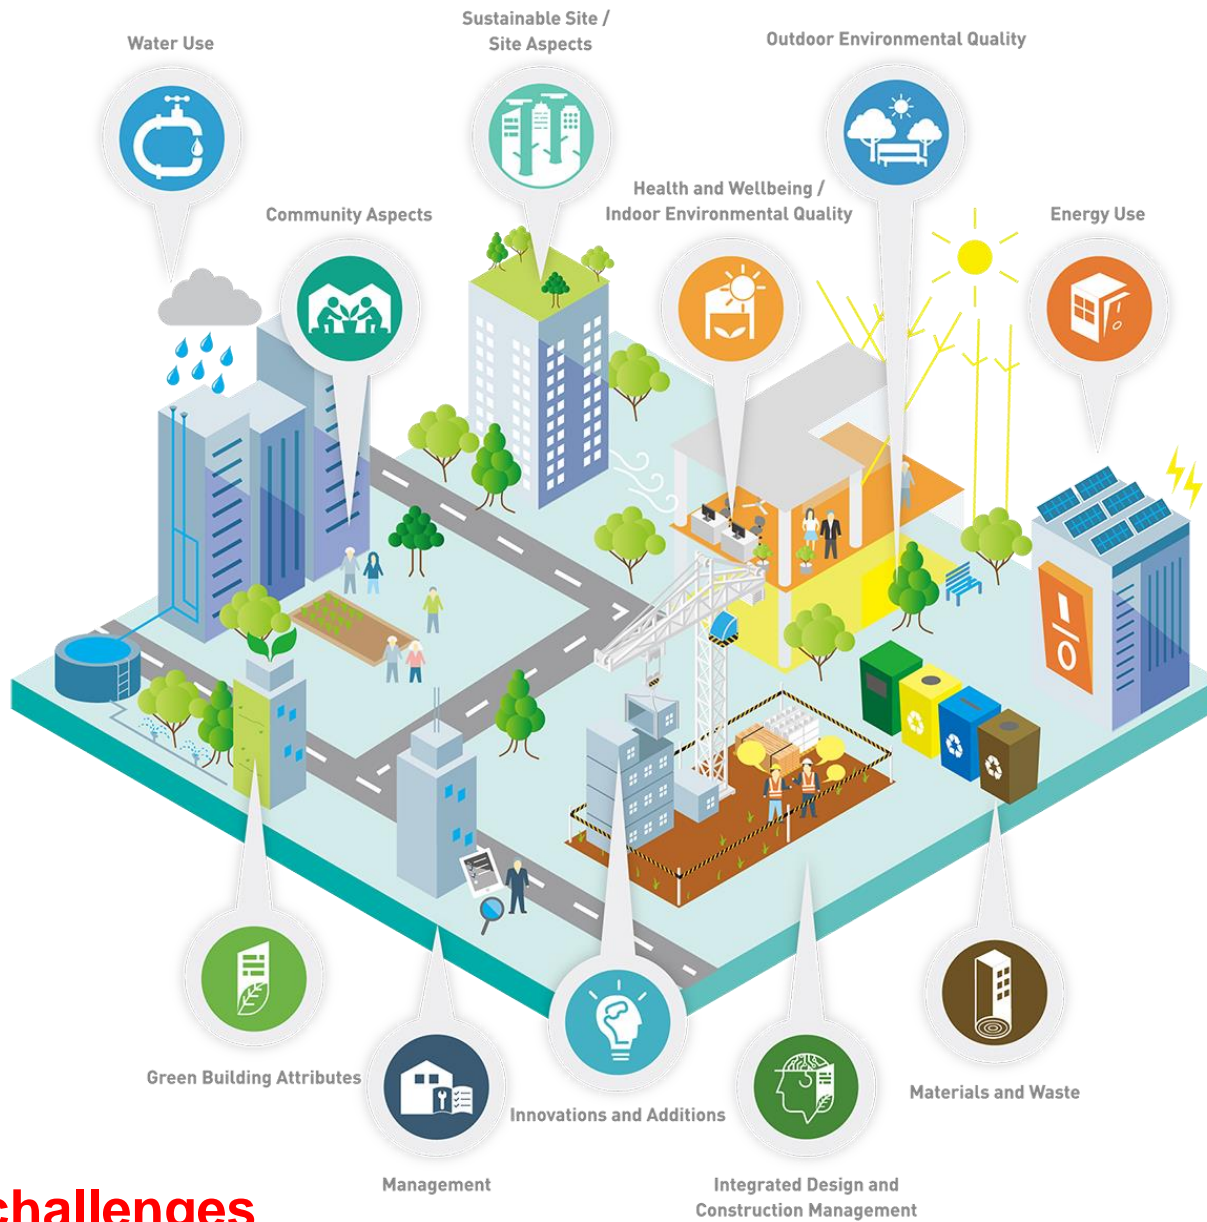 Sustainable Site /
Site Aspects
Water Use
Outdoor Environmental Quality
Health and Wellbeing /
Indoor Environmental Quality
Community Aspects
Energy Use
Green Building Attributes
Materials and Waste
Innovations and Additions
Management
Integrated Design and
Construction Management
challenges